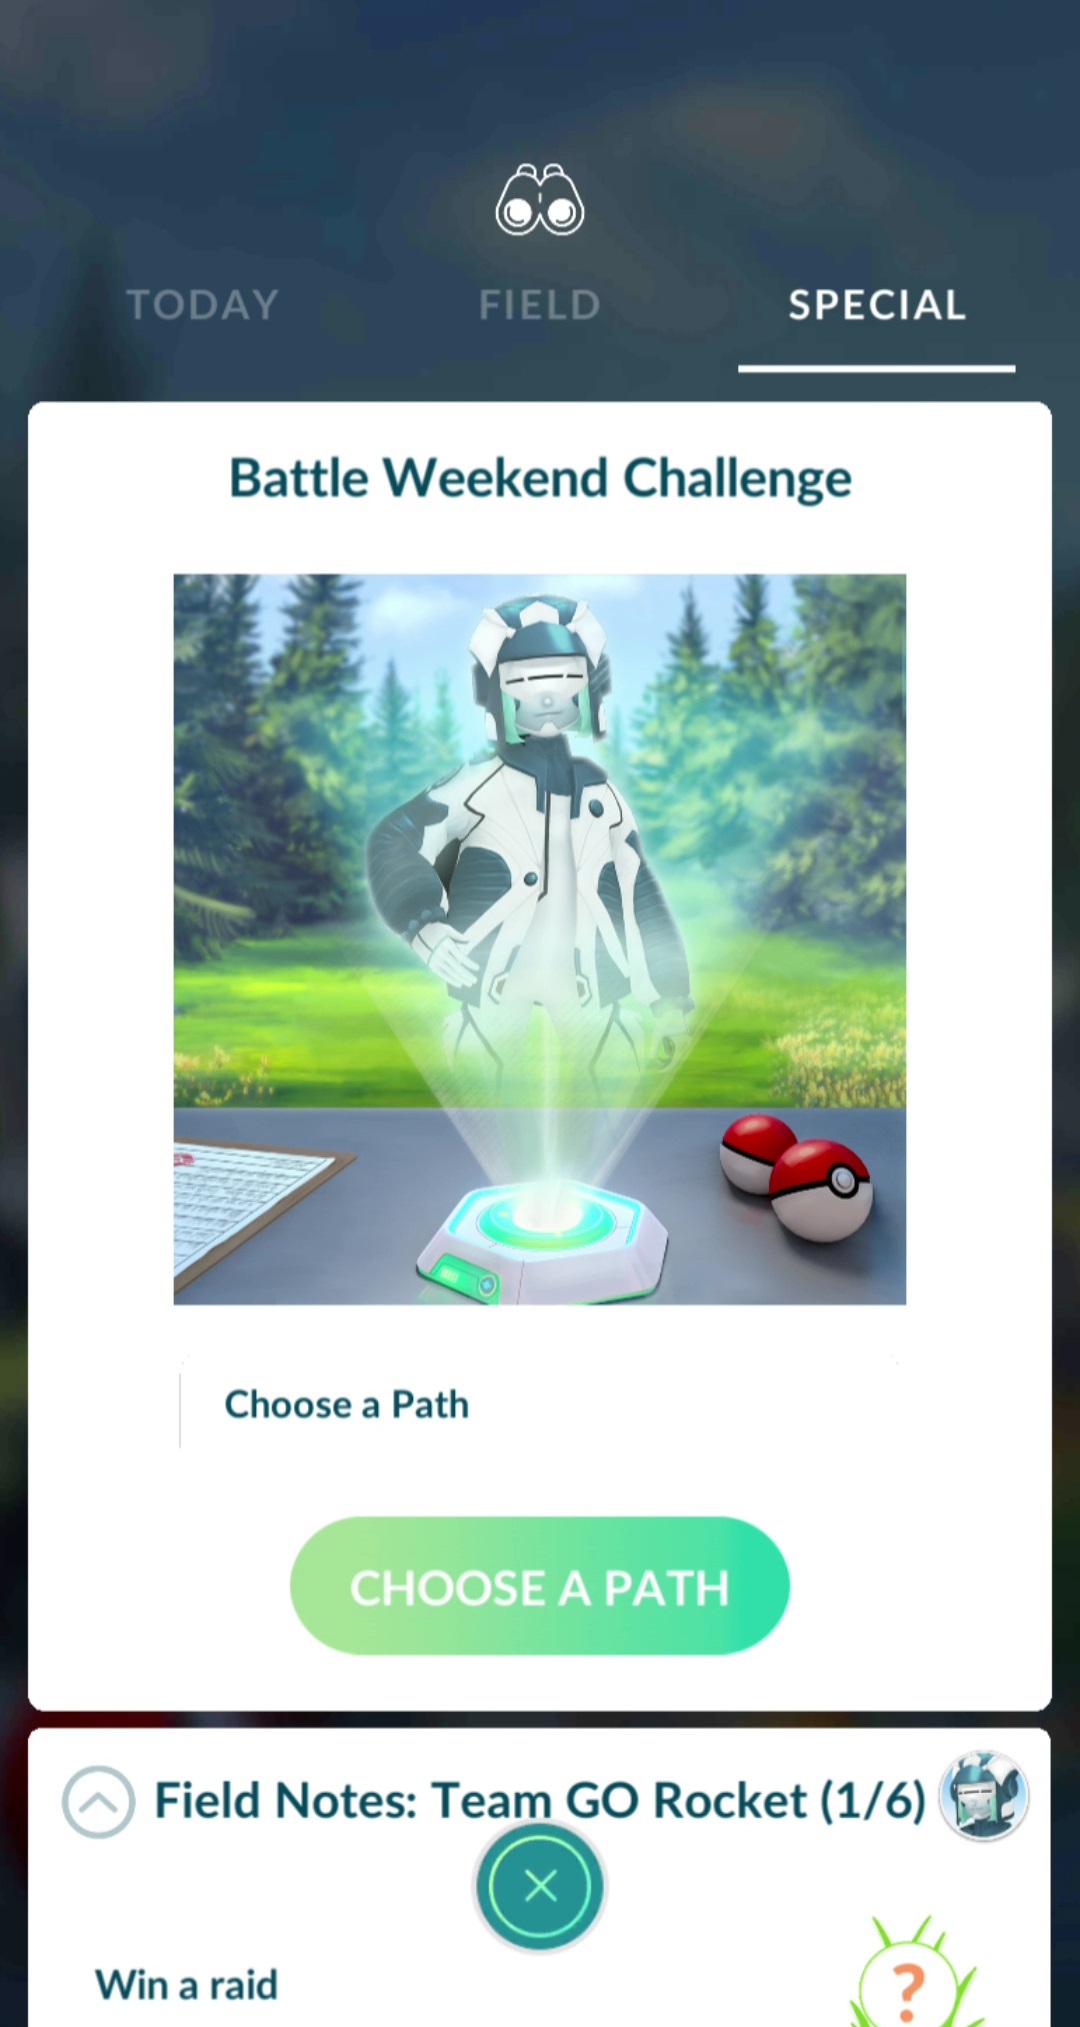 TODAY
FIELD
SPECIAL
Battle Weekend Challenge
Choose a Path
CHOOSE A PATH
Field Notes: Team GO Rocket (1/6)
Win a raid
?